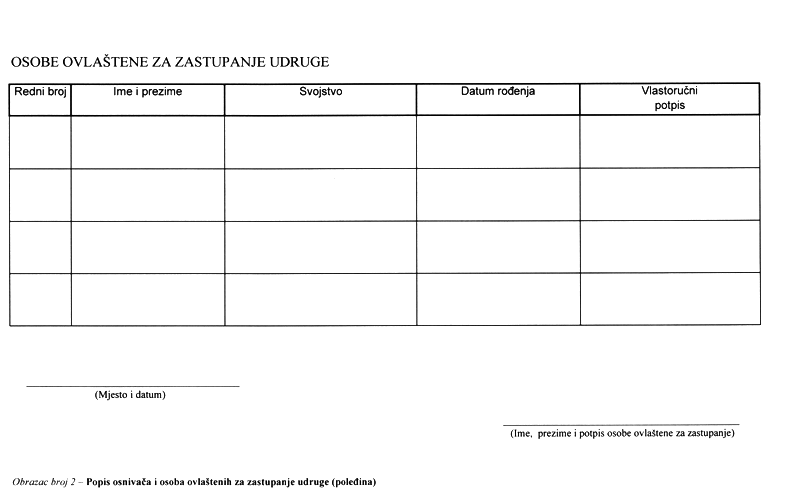 OSOBE OVLAŠTENE ZA ZASTUPANJE UDRUGE
Redni broj Ime i prezime Svojstvo Datum rođenja Vlastoručni
potpis
(Mjesto i datum)
(Ime, prezime i potpis osobe ovlaštene za zastupanje)
Obrazac broj 2 – Popis osnivača i osoba ovlaštenih za zastupanje udruge (poleđina)